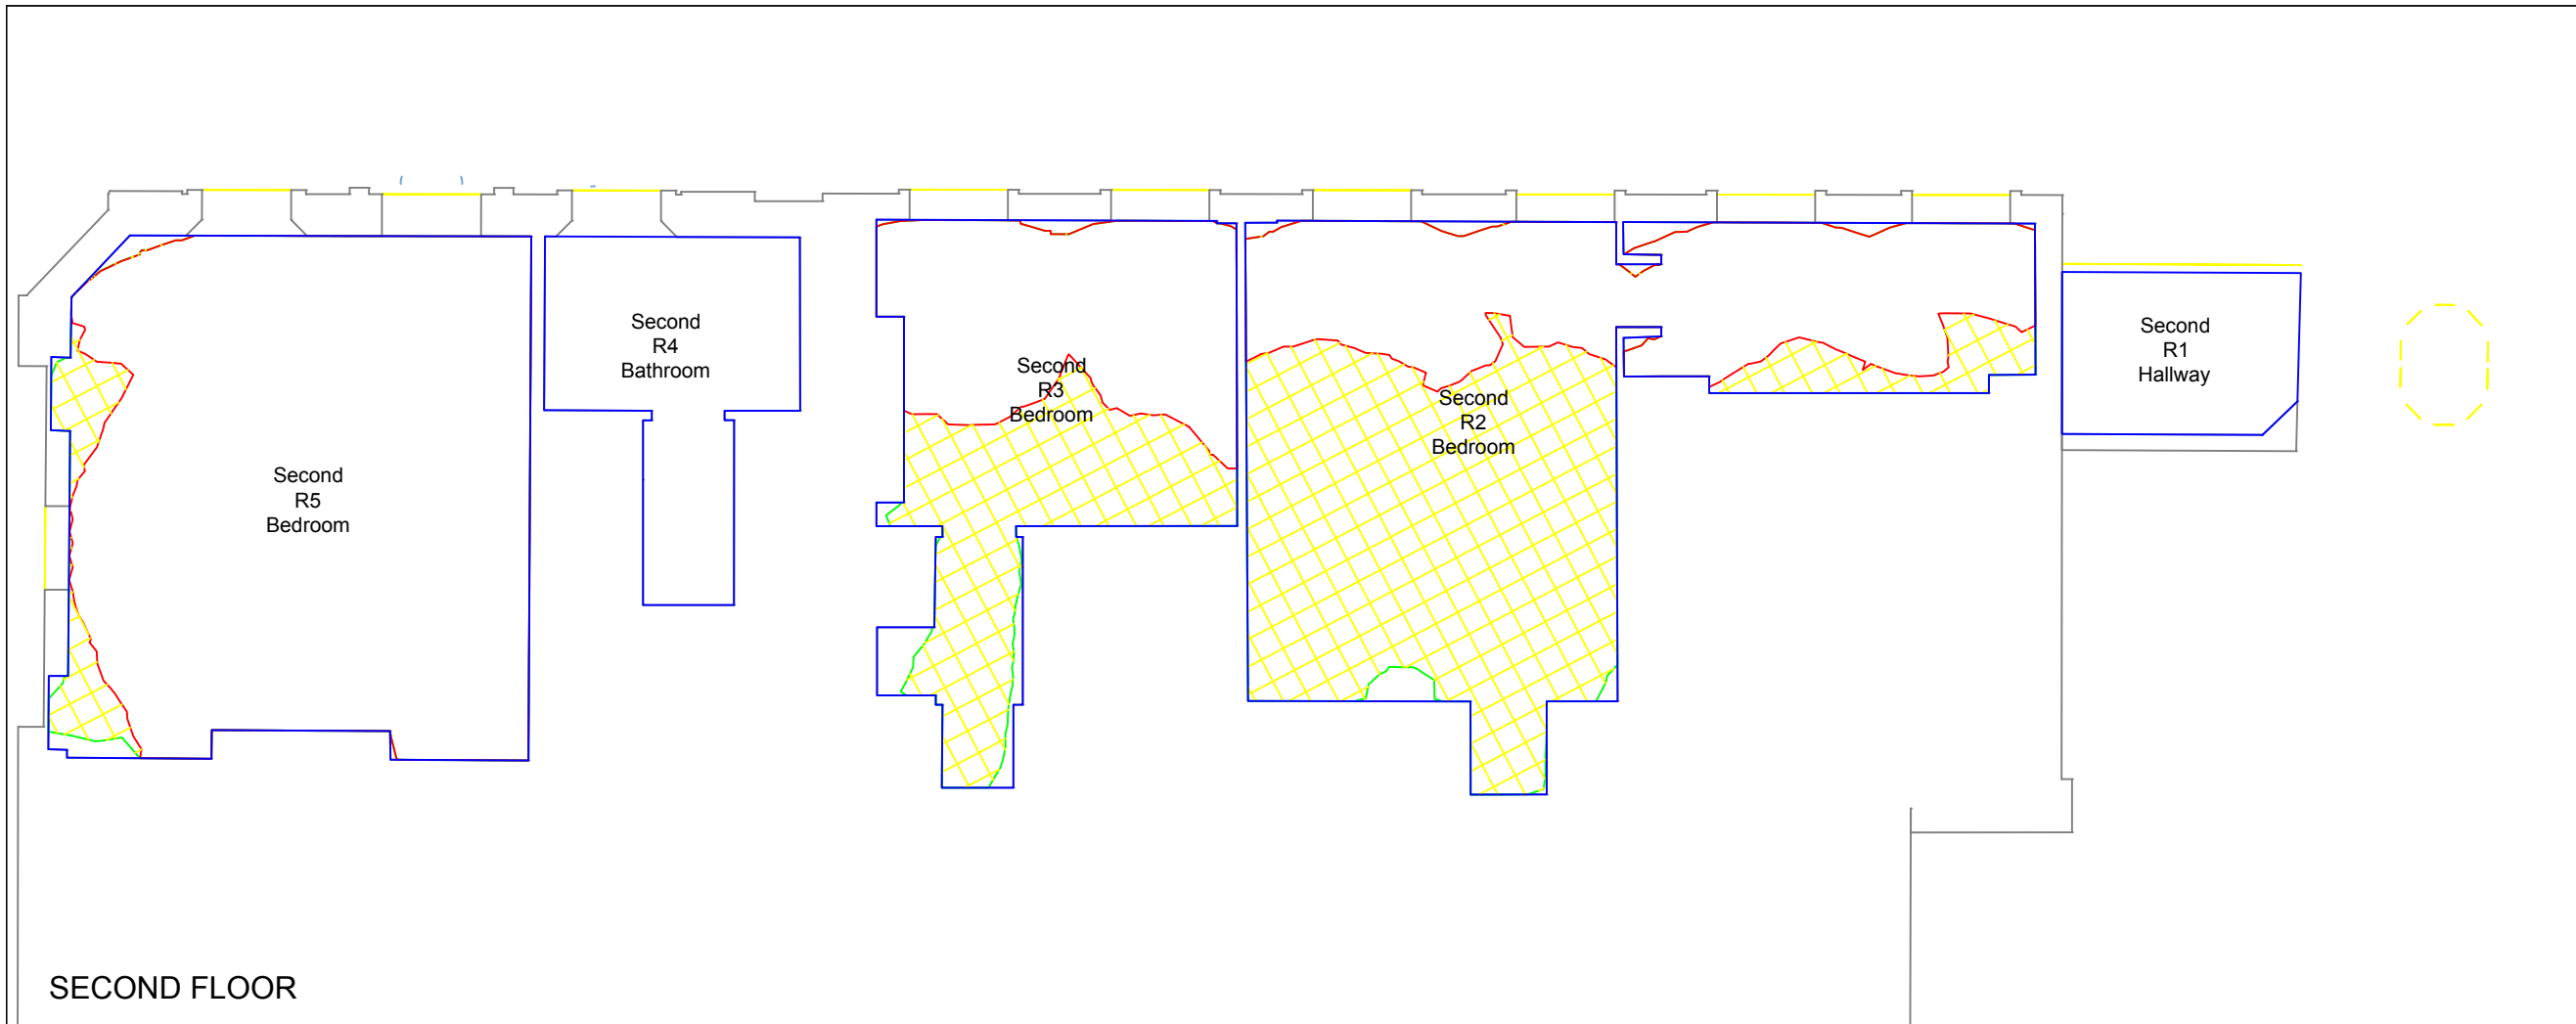 Second
R5
Bedroom
Second
R4
Bathroom
Second
R3
Bedroom
Second
R2
Bedroom
Second
R1
Hallway
SECOND FLOOR